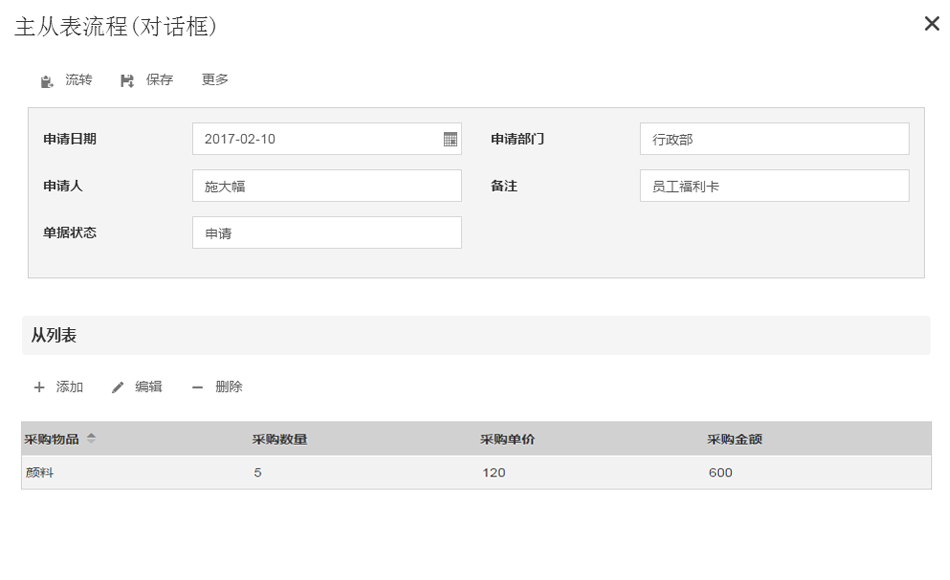 主从表流程(对话框)
流转 保存 更多
申请日期 2017-02-10 申请部门 行政部
申请人 施大幅 备注 员工福利卡
单据状态 申请
从列表
添加 编辑 删除
采购物品 采购数量 采购单价 采购金额
颜料 5 120 600